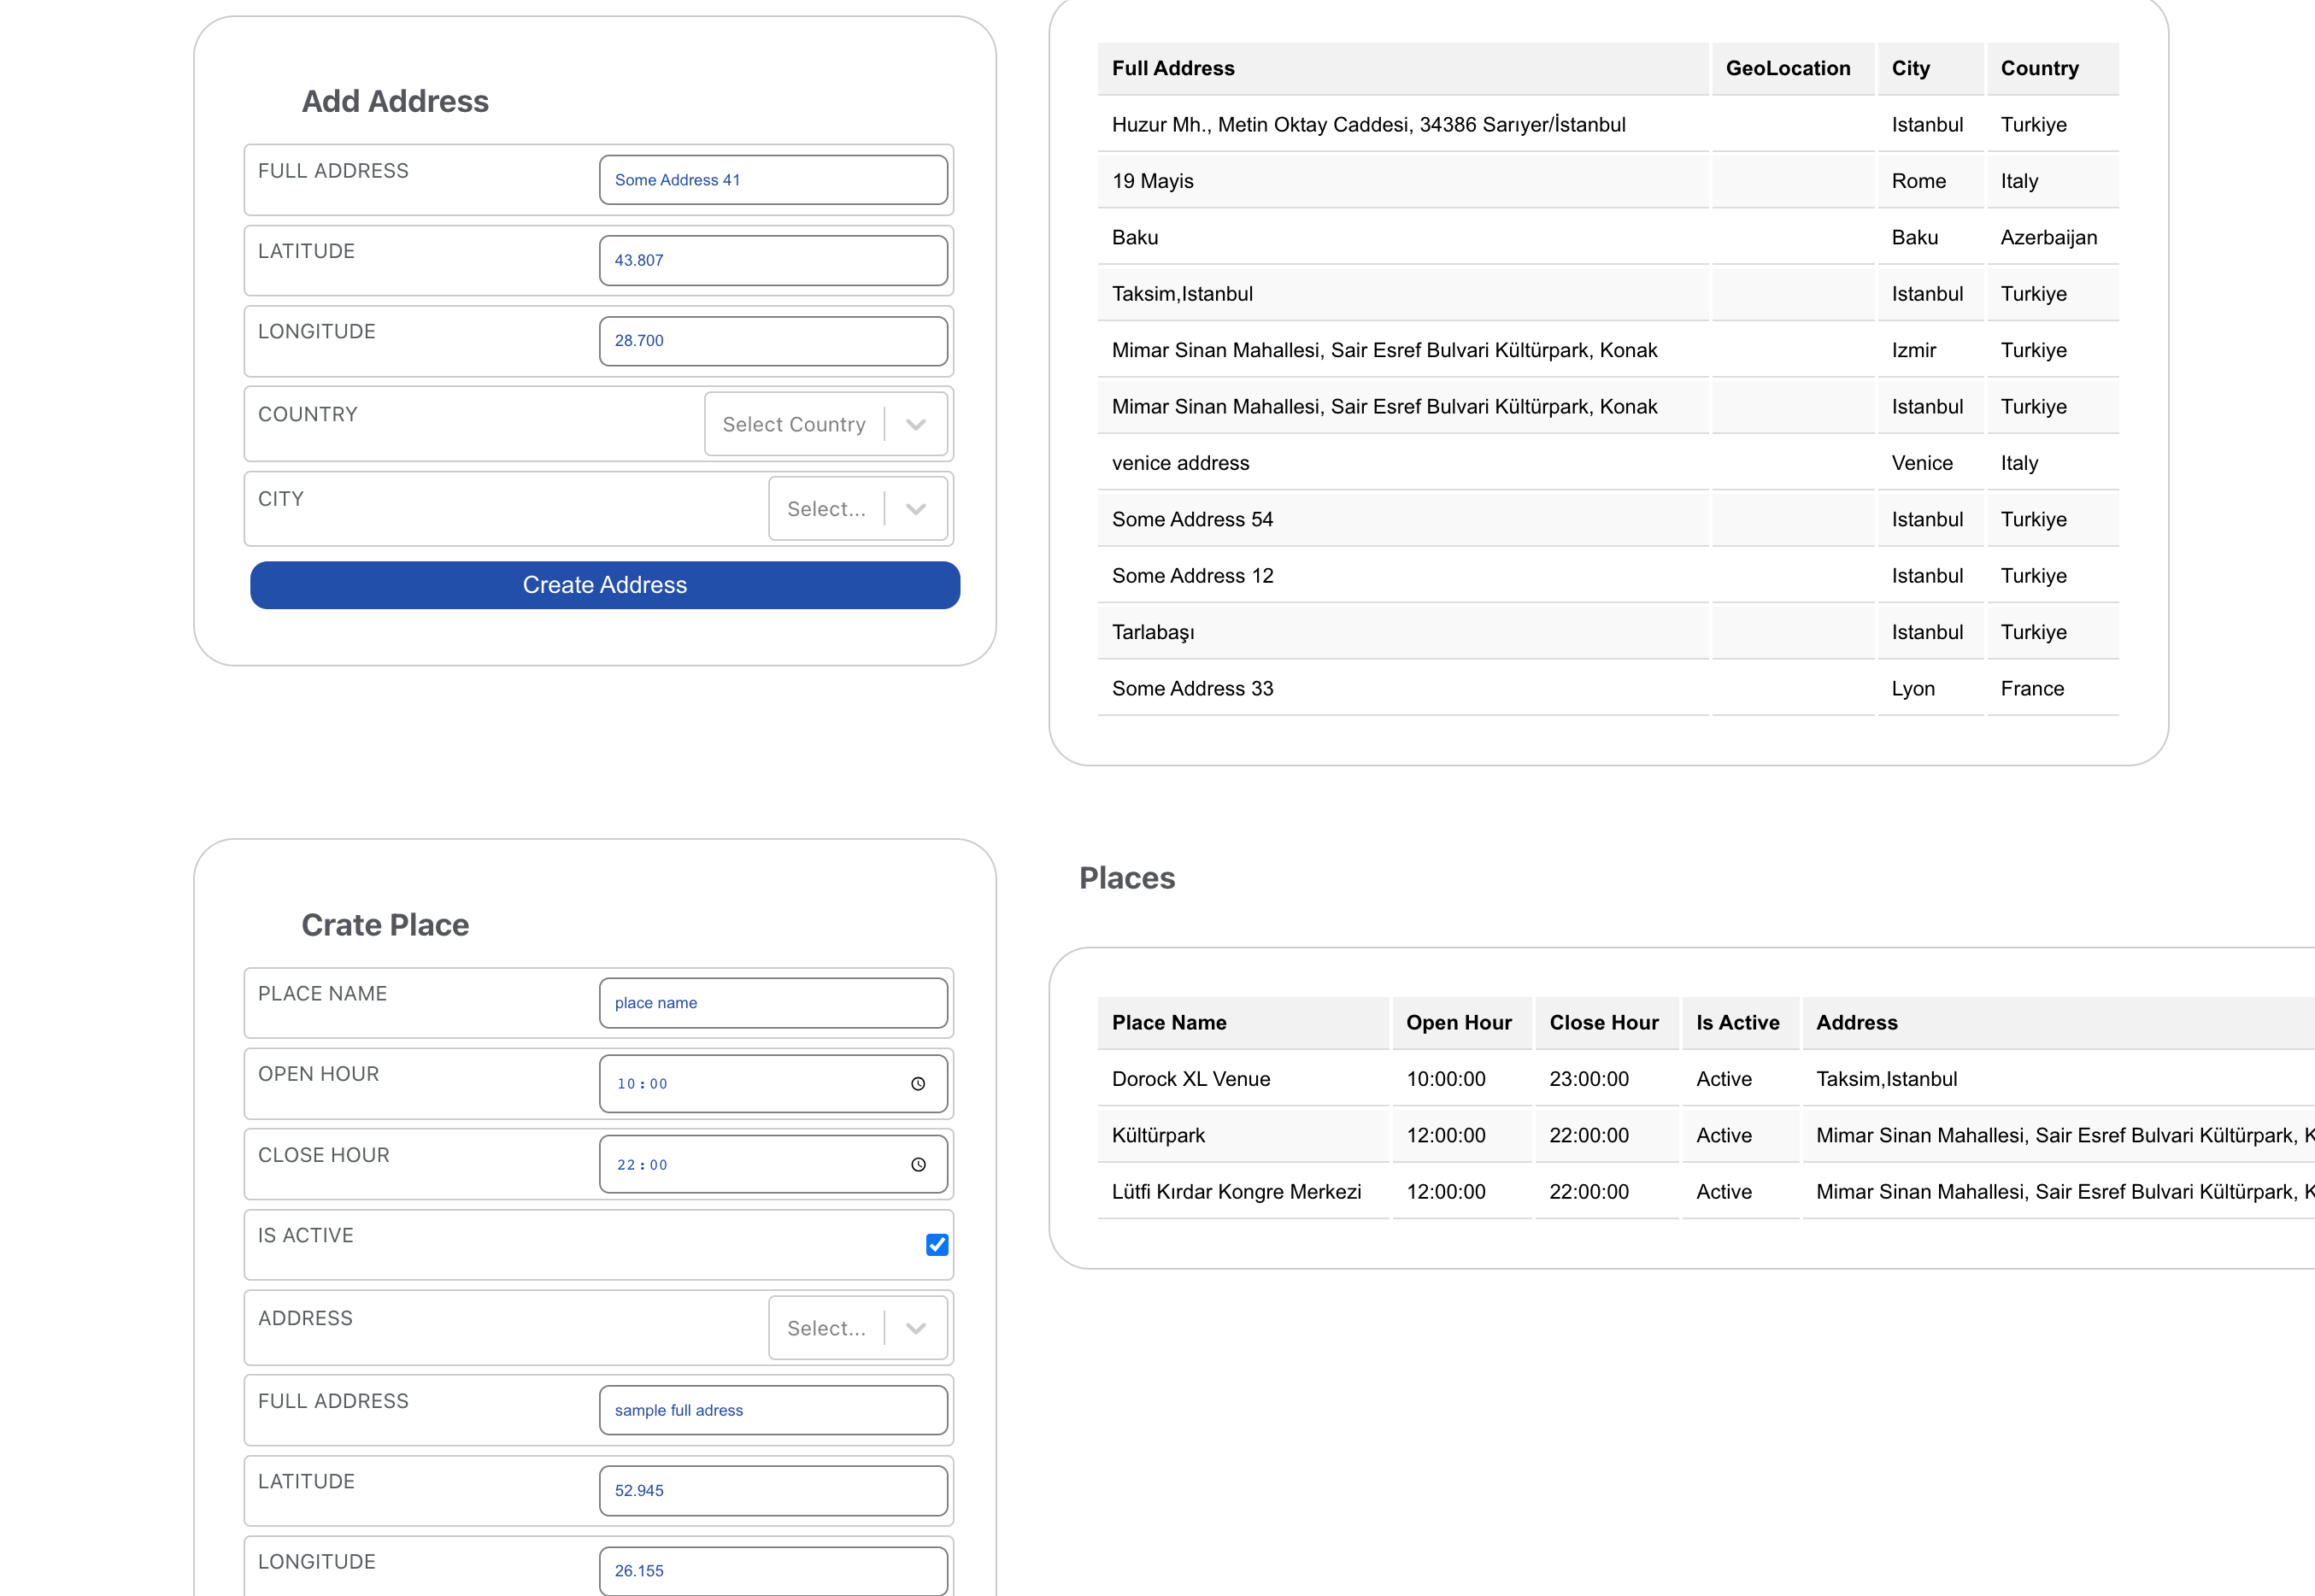 Add Address
FULL ADDRESS Some Address 41
LATITUDE 43.807
LONGITUDE 28.700
COUNTRY Select Country
CITY Select...
Create Address
Full Address GeoLocation City Country
Huzur Mh., Metin Oktay Caddesi, 34386 Sarıyer/İstanbul Istanbul Turkiye
19 Mayis Rome Italy
Baku Baku Azerbaijan
Taksim,Istanbul Istanbul Turkiye
Mimar Sinan Mahallesi, Sair Esref Bulvari Kültürpark, Konak Izmir Turkiye
Mimar Sinan Mahallesi, Sair Esref Bulvari Kültürpark, Konak Istanbul Turkiye
venice address Venice Italy
Some Address 54 Istanbul Turkiye
Some Address 12 Istanbul Turkiye
Tarlabaşı Istanbul Turkiye
Some Address 33 Lyon France
Crate Place
PLACE NAME place name
OPEN HOUR 10:00
CLOSE HOUR 22:00
IS ACTIVE
ADDRESS Select...
FULL ADDRESS sample full adress
LATITUDE 52.945
LONGITUDE 26.155
Places
Place Name Open Hour Close Hour Is Active Address
Dorock XL Venue 10:00:00 23:00:00 Active Taksim,Istanbul
Kültürpark 12:00:00 22:00:00 Active Mimar Sinan Mahallesi, Sair Esref Bulvari Kültürpark,
Lütfi Kırdar Kongre Merkezi 12:00:00 22:00:00 Active Mimar Sinan Mahallesi, Sair Esref Bulvari Kültürpark,